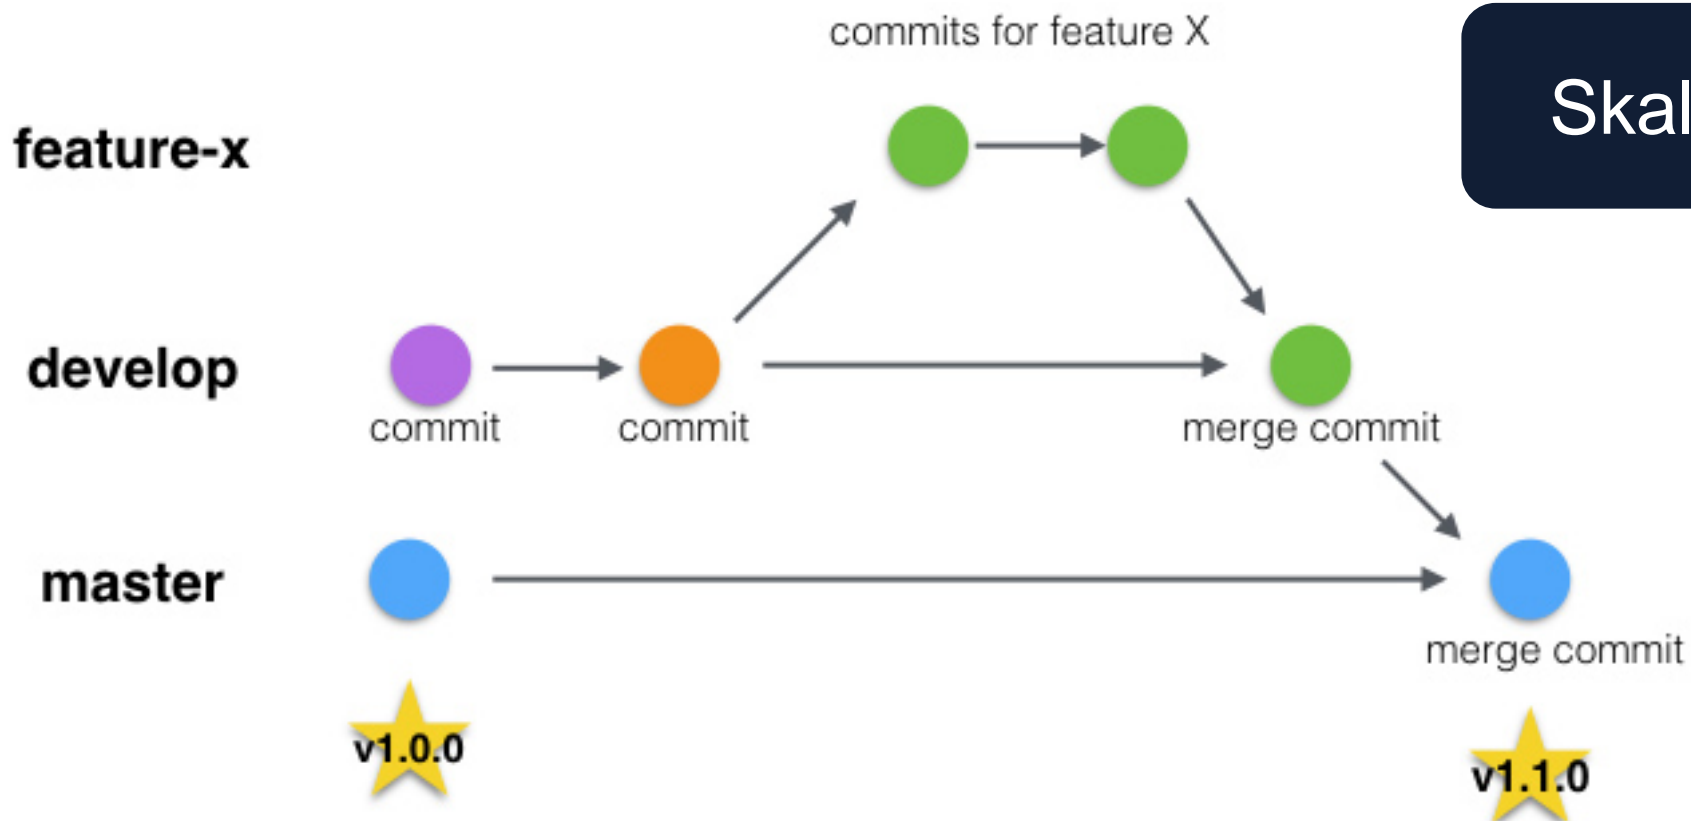 commits for feature X
Skal
feature-x
develop
commit
commit
merge commit
master
merge commit
v1.0.0
v1.1.0